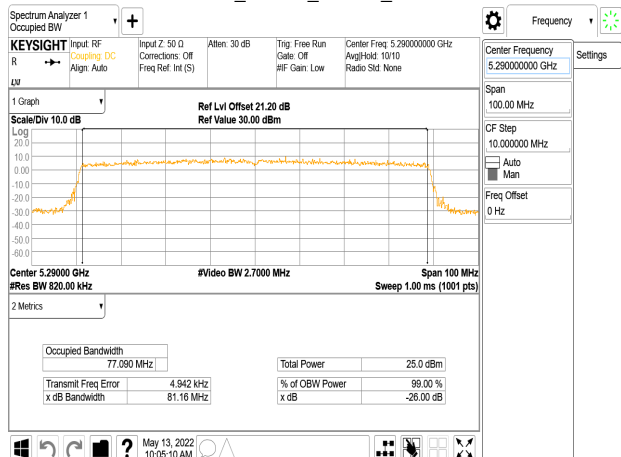 Spectrum Analyzer 1
Occupied BW
Frequency
KEYSIGHT
R
LNI
Input: RF
Coupling: DC
Align: Auto
Input Z: 50 Ω
Corrections: Off
Freq Ref: Int (S)
Atten: 30 dB
Trig: Free Run
Gate: Off
#IF Gain: Low
Center Freq: 5.290000000 GHz
Avg|Hold: 10/10
Radio Std: None
Center Frequency
5.290000000 GHz
Settings
Span
100.00 MHz
CF Step
10.000000 MHz
Auto
Man
Freq Offset
0 Hz
1 Graph
Scale/Div 10.0 dB
Ref Lvl Offset 21.20 dB
Ref Value 30.00 dBm
Log
20.0
10.0
0.00
-10.0
-20.0
-30.0
-40.0
-50.0
-60.0
Center 5.29000 GHz
#Video BW 2.7000 MHz
Span 100 MHz
#Res BW 820.00 kHz
Sweep 1.00 ms (1001 pts)
2 Metrics
Occupied Bandwidth
77.090 MHz
Total Power 25.0 dBm
Transmit Freq Error 4.942 kHz
% of OBW Power 99.00 %
x dB Bandwidth 81.16 MHz
x dB -26.00 dB
?
May 13, 2022
10:05:10 AM